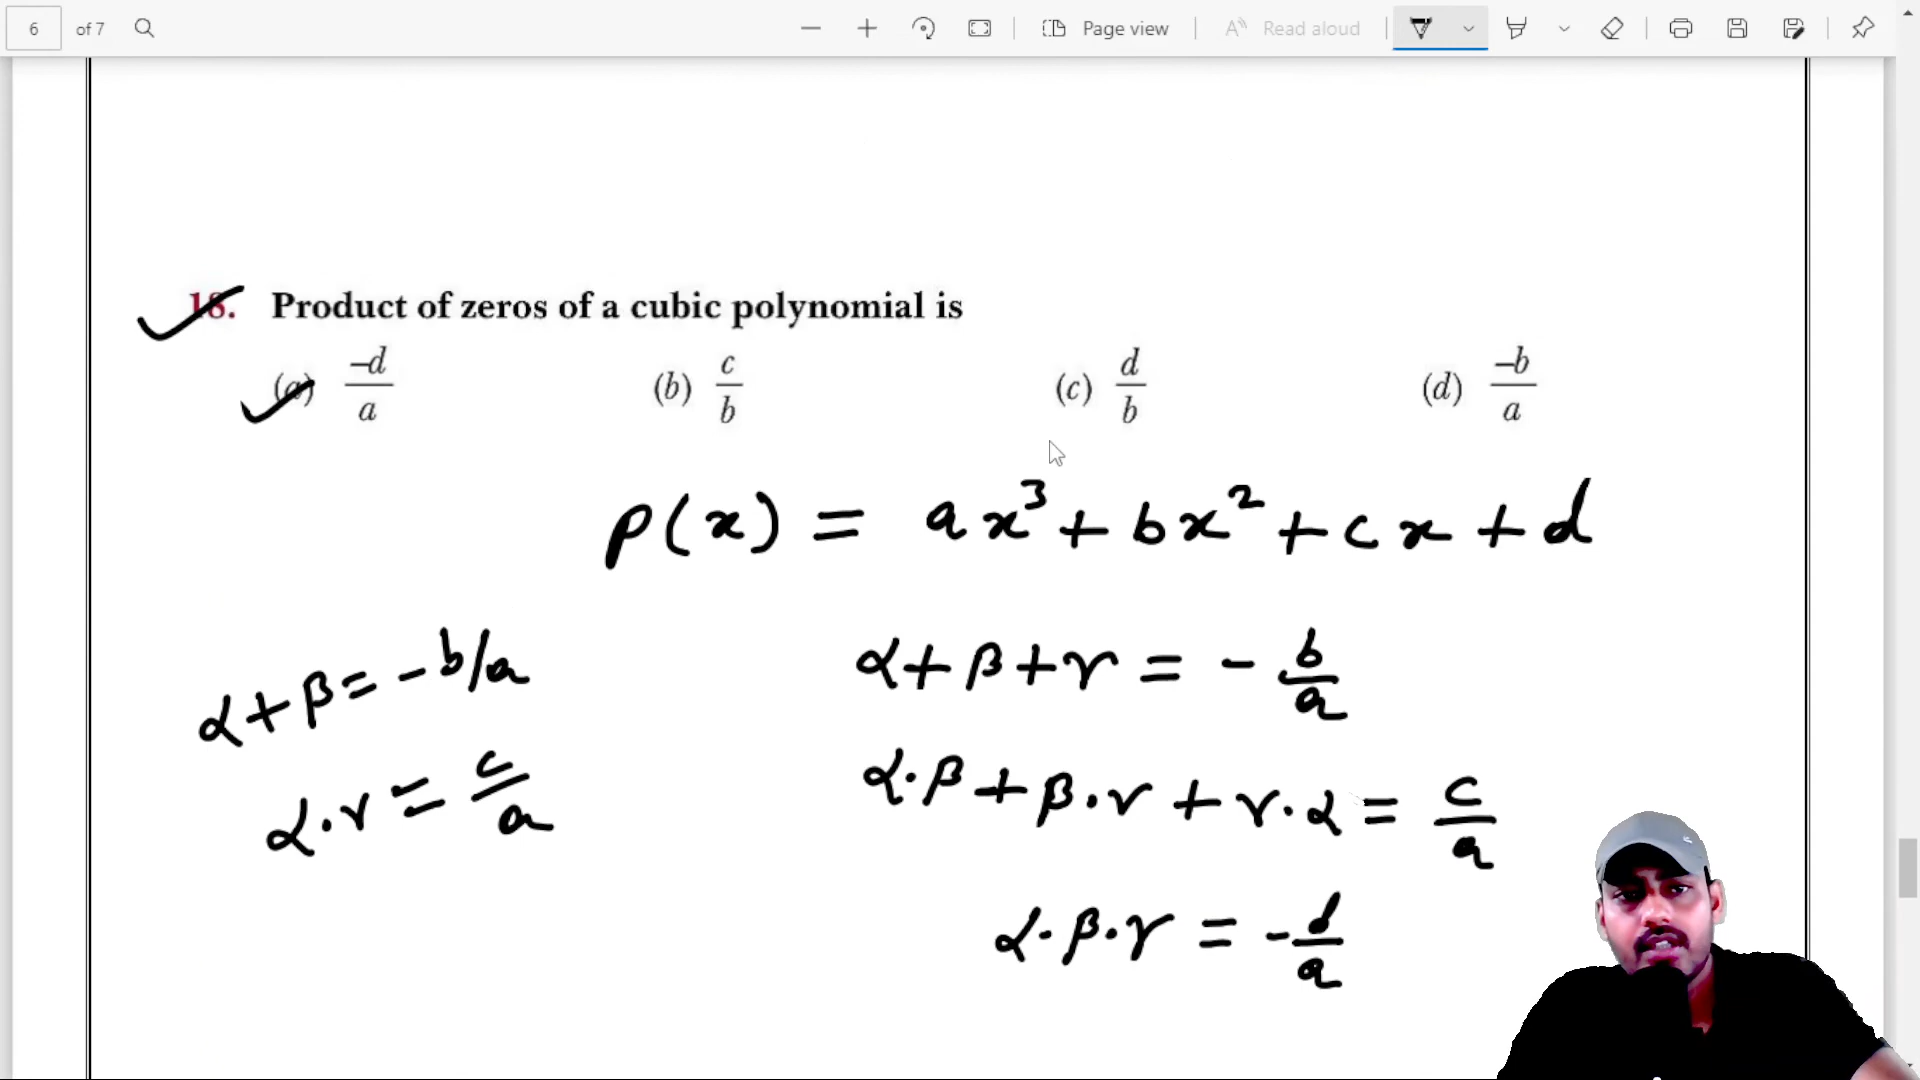 6 of 7 Page view Read aloud
18. Product of zeros of a cubic polynomial is
(a) -d/a (b) c/b (c) d/b (d) -b/a
p(x) = ax³+bx²+cx+d
α+β=-b/a
α+β+γ = -b/a
α·γ = c/a
α·β+β·γ+γ·α = c/a
α·β·γ = -d/a